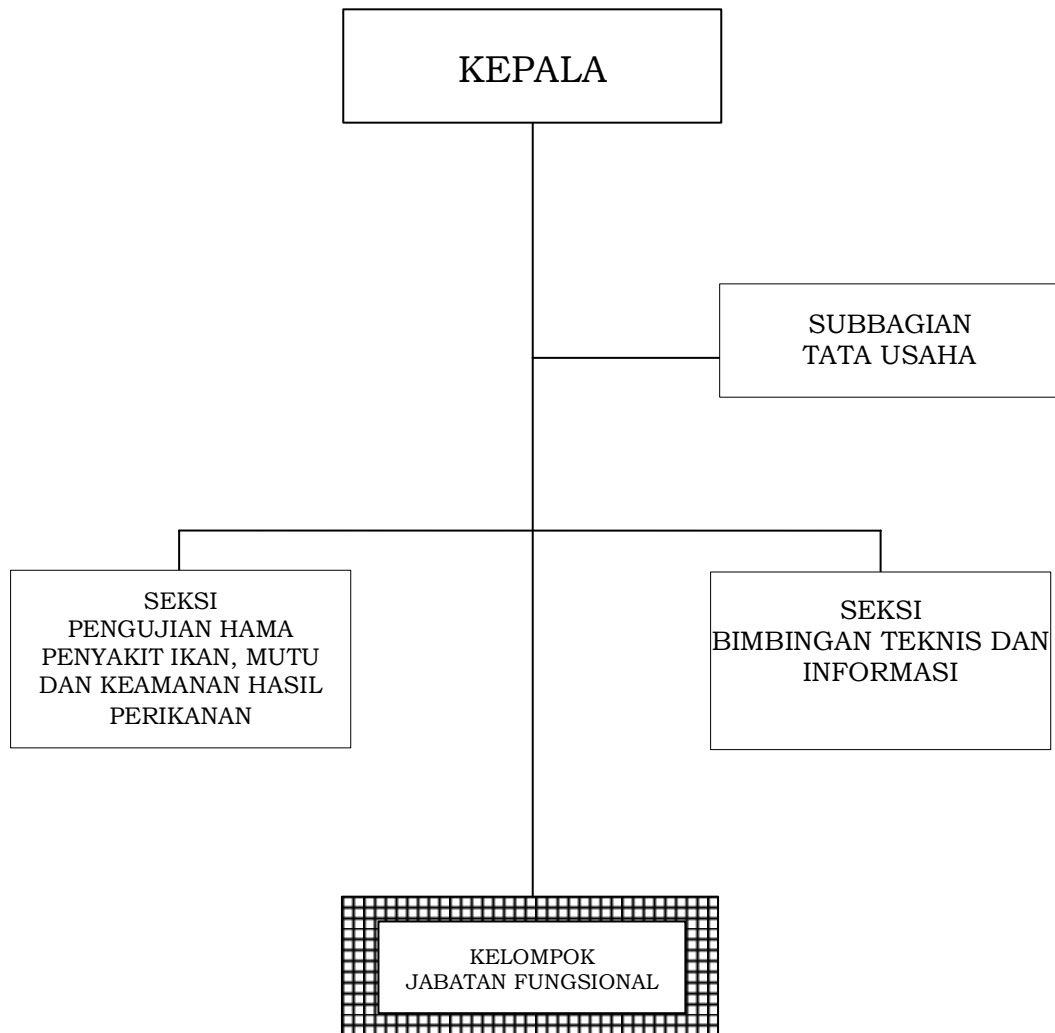 KEPALA
SUBBAGIAN
TATA USAHA
SEKSI
PENGUJIAN HAMA
PENYAKIT IKAN, MUTU
DAN KEAMANAN HASIL
PERIKANAN
SEKSI
BIMBINGAN TEKNIS DAN
INFORMASI
KELOMPOK
JABATAN FUNGSIONAL